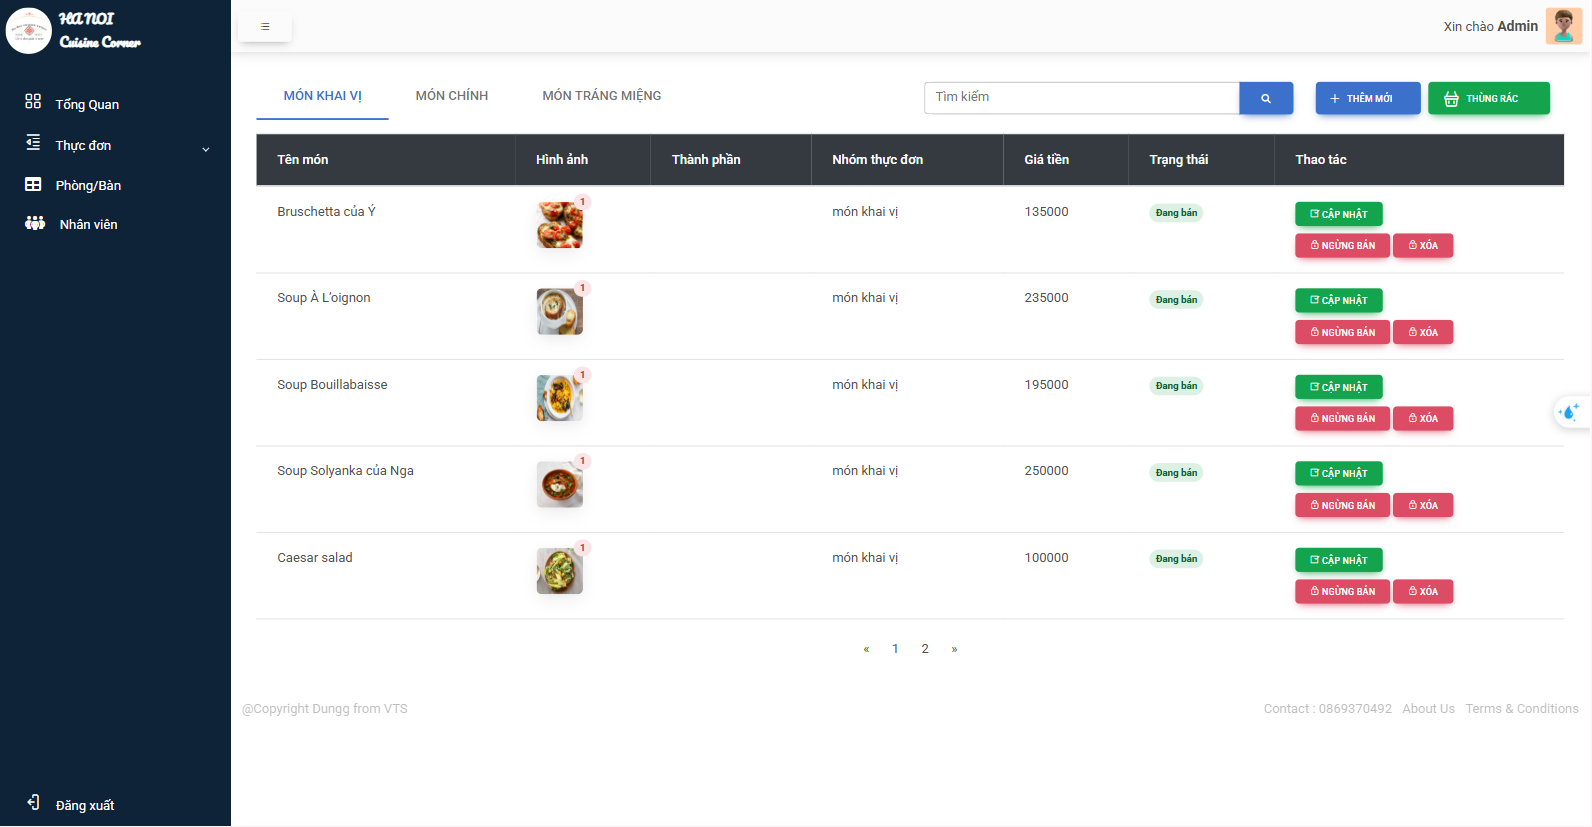 HA NOI
Cuisine Corner
Xin chào Admin
Tổng Quan
Thực đơn
Phòng/Bàn
Nhân viên
Đăng xuất
MÓN KHAI VỊ MÓN CHÍNH MÓN TRÁNG MIỆNG Tìm kiếm THÊM MỚI THÙNG RÁC
Tên món Hình ảnh Thành phần Nhóm thực đơn Giá tiền Trạng thái Thao tác
Bruschetta của Ý 1 món khai vị 135000 Đang bán CẬP NHẬT
NGỪNG BÁN XÓA
Soup À L'oignon 1 món khai vị 235000 Đang bán CẬP NHẬT
NGỪNG BÁN XÓA
Soup Bouillabaisse 1 món khai vị 195000 Đang bán CẬP NHẬT
NGỪNG BÁN XÓA
Soup Solyanka của Nga 1 món khai vị 250000 Đang bán CẬP NHẬT
NGỪNG BÁN XÓA
Caesar salad 1 món khai vị 100000 Đang bán CẬP NHẬT
NGỪNG BÁN XÓA
« 1 2 »
@Copyright Dungg from VTS Contact : 0869370492 About Us Terms & Conditions